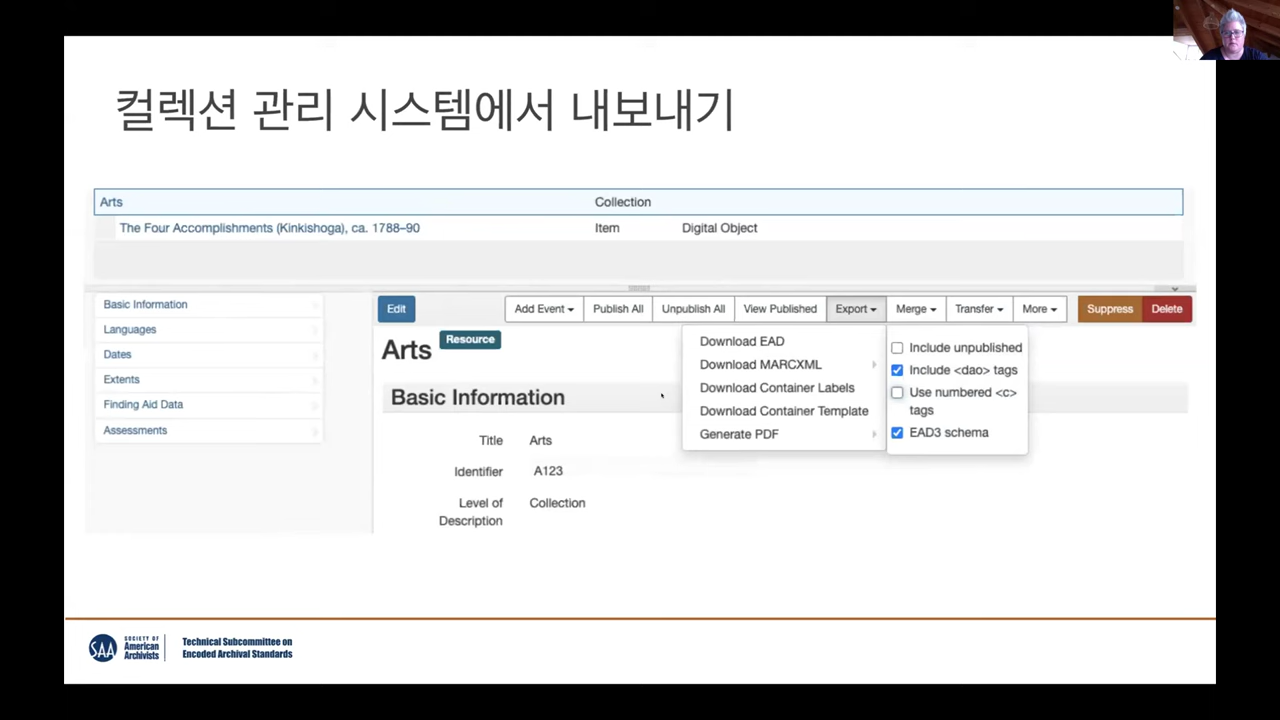 컬렉션 관리 시스템에서 내보내기
Arts Collection
The Four Accomplishments (Kinkishoga), ca. 1788–90 Item Digital Object
Basic Information
Languages
Dates
Extents
Finding Aid Data
Assessments
Edit Add Event Publish All Unpublish All View Published Export Merge Transfer More Suppress Delete
Arts Resource
Basic Information
Title Arts
Identifier A123
Level of
Description Collection
Download EAD
Download MARCXML
Download Container Labels
Download Container Template
Generate PDF
Include unpublished
Include <dao> tags
Use numbered <c>
tags
EAD3 schema
SAA
SOCIETY OF
American
Archivists
Technical Subcommittee on
Encoded Archival Standards